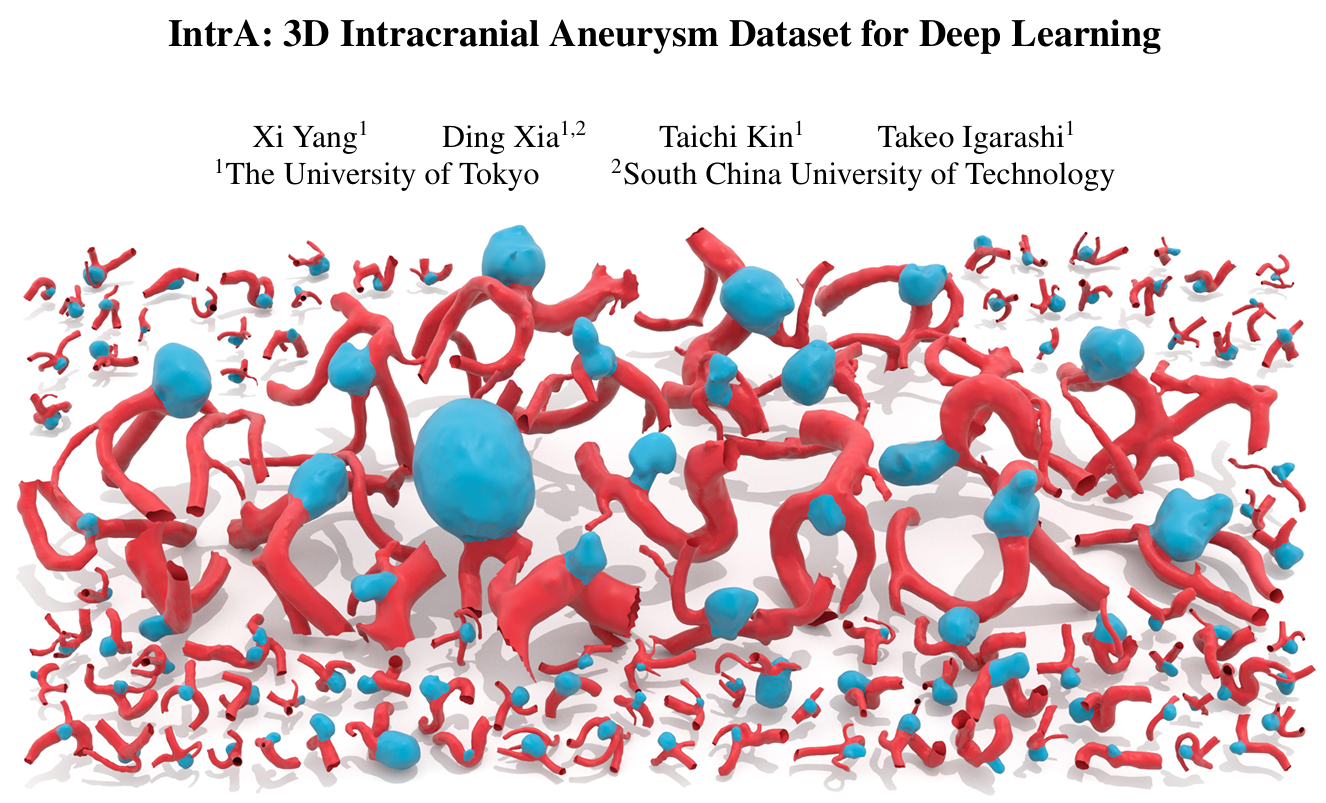 IntrA: 3D Intracranial Aneurysm Dataset for Deep Learning
Xi Yang¹ Ding Xia¹,² Taichi Kin¹ Takeo Igarashi¹
¹The University of Tokyo ²South China University of Technology